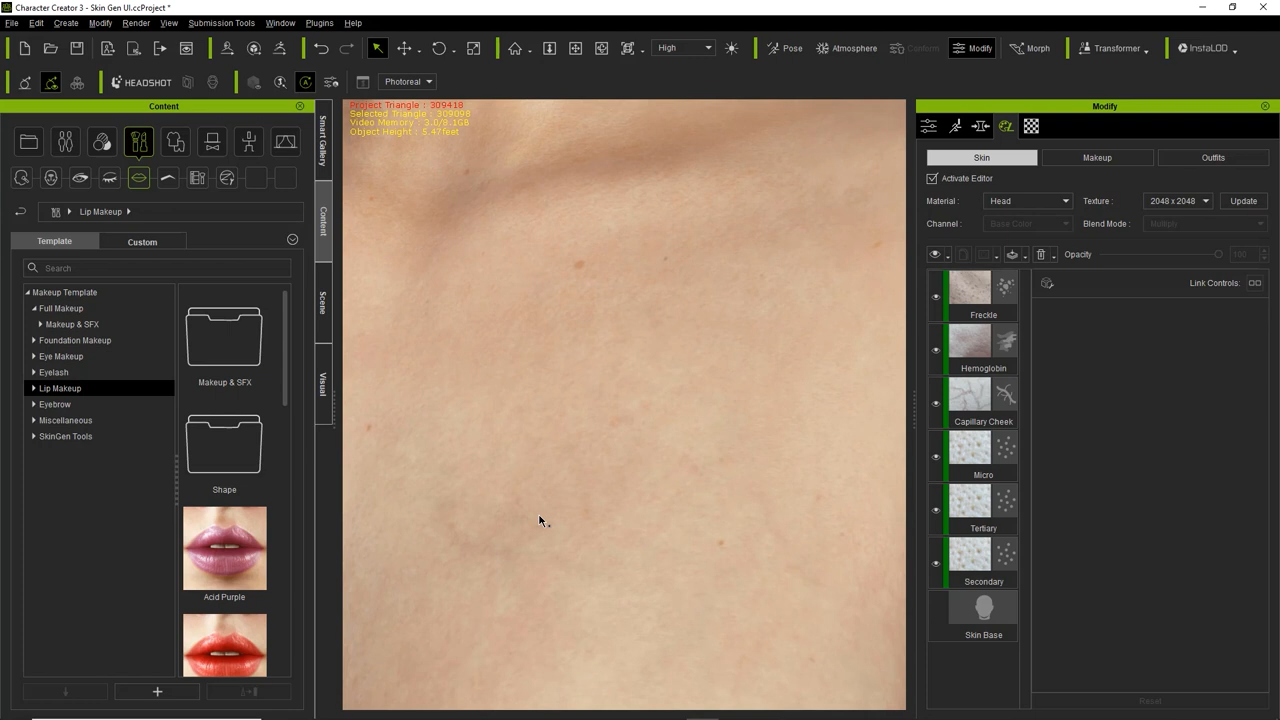 Character Creator 3 - Skin Gen UI.ccProject *
File Edit Create Modify Render View Submission Tools Window Plugins Help
High Pose Atmosphere Conform Modify Morph Transformer InstaLOD
HEADSHOT Photoreal
Content
Lip Makeup
Template Custom
Search
Makeup Template
Full Makeup
Makeup & SFX
Foundation Makeup
Eye Makeup
Eyelash
Lip Makeup
Eyebrow
Miscellaneous
SkinGen Tools
Makeup & SFX
Shape
Acid Purple
Smart Gallery
Content
Scene
Visual
Project Triangle : 309418
Selected Triangle : 309098
Video Memory : 3.0/8.1GB
Object Height : 5.47feet
Modify
Skin Makeup Outfits
Activate Editor
Material : Head Texture : 2048 x 2048 Update
Channel : Base Color Blend Mode : Multiply
Opacity 100
Link Controls:
Freckle
Hemoglobin
Capillary Cheek
Micro
Tertiary
Secondary
Skin Base
Reset